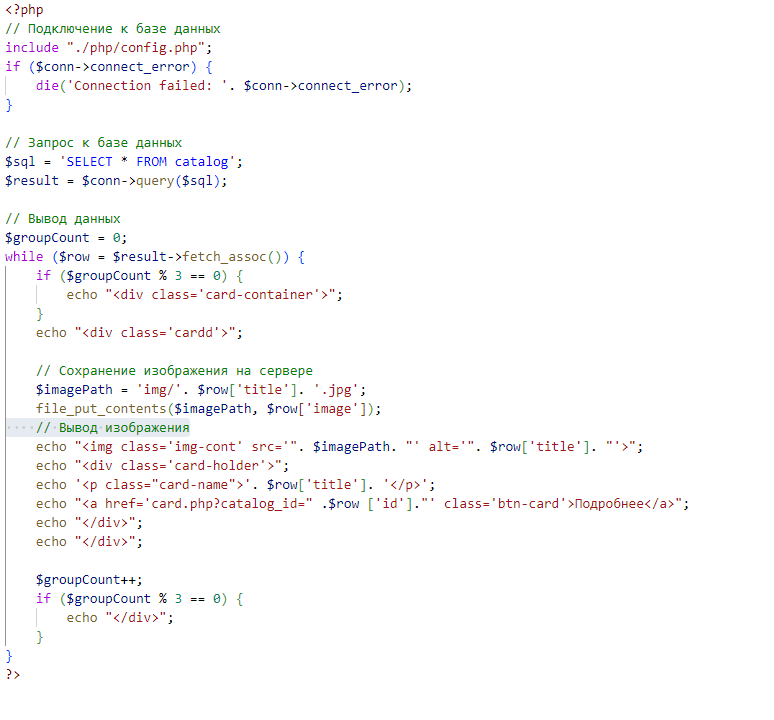 <?php
// Подключение к базе данных
include "./php/config.php";
if ($conn->connect_error) {
    die('Connection failed: '. $conn->connect_error);
}

// Запрос к базе данных
$sql = 'SELECT * FROM catalog';
$result = $conn->query($sql);

// Вывод данных
$groupCount = 0;
while ($row = $result->fetch_assoc()) {
    if ($groupCount % 3 == 0) {
        echo "<div class='card-container'>";
    }
    echo "<div class='cardd'>";

    // Сохранение изображения на сервере
    $imagePath = 'img/'. $row['title']. '.jpg';
    file_put_contents($imagePath, $row['image']);
    // Вывод изображения
    echo "<img class='img-cont' src='". $imagePath. "' alt='". $row['title']. "'>";
    echo "<div class='card-holder'>";
    echo '<p class="card-name">'. $row['title']. '</p>';
    echo "<a href='card.php?catalog_id=" .$row ['id']."' class='btn-card'>Подробнее</a>";
    echo "</div>";
    echo "</div>";

    $groupCount++;
    if ($groupCount % 3 == 0) {
        echo "</div>";
    }
}
?>